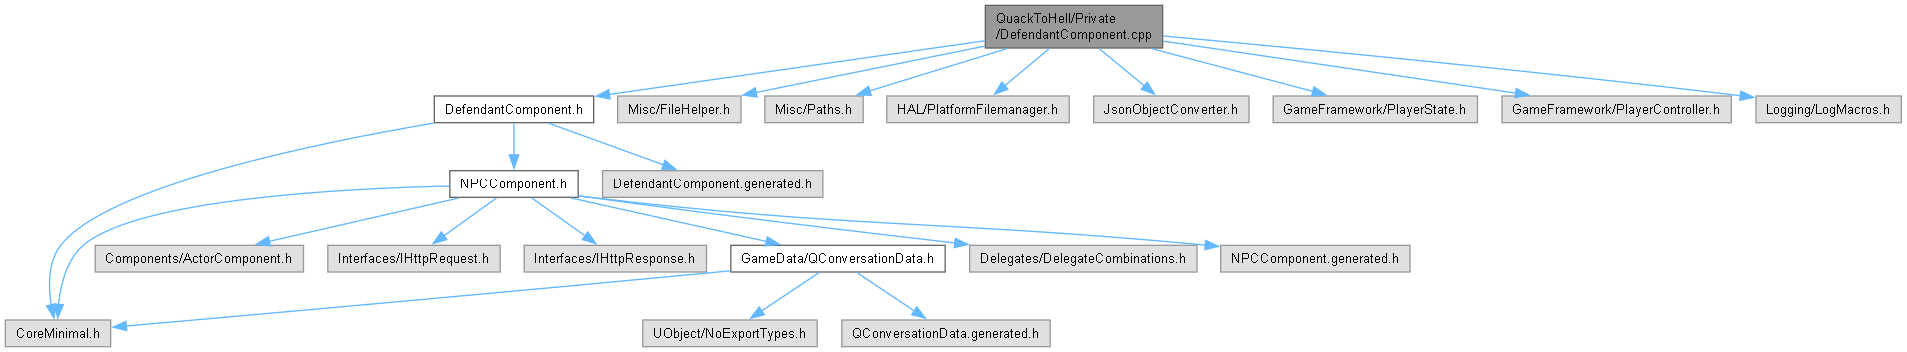 QuackToHell/Private
/DefendantComponent.cpp
DefendantComponent.h
Misc/FileHelper.h
Misc/Paths.h
HAL/PlatformFilemanager.h
JsonObjectConverter.h
GameFramework/PlayerState.h
GameFramework/PlayerController.h
Logging/LogMacros.h
NPCComponent.h
DefendantComponent.generated.h
Components/ActorComponent.h
Interfaces/IHttpRequest.h
Interfaces/IHttpResponse.h
GameData/QConversationData.h
Delegates/DelegateCombinations.h
NPCComponent.generated.h
CoreMinimal.h
UObject/NoExportTypes.h
QConversationData.generated.h